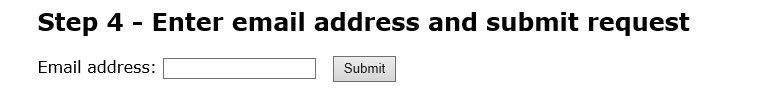 Step 4 - Enter email address and submit request
Email address: Submit